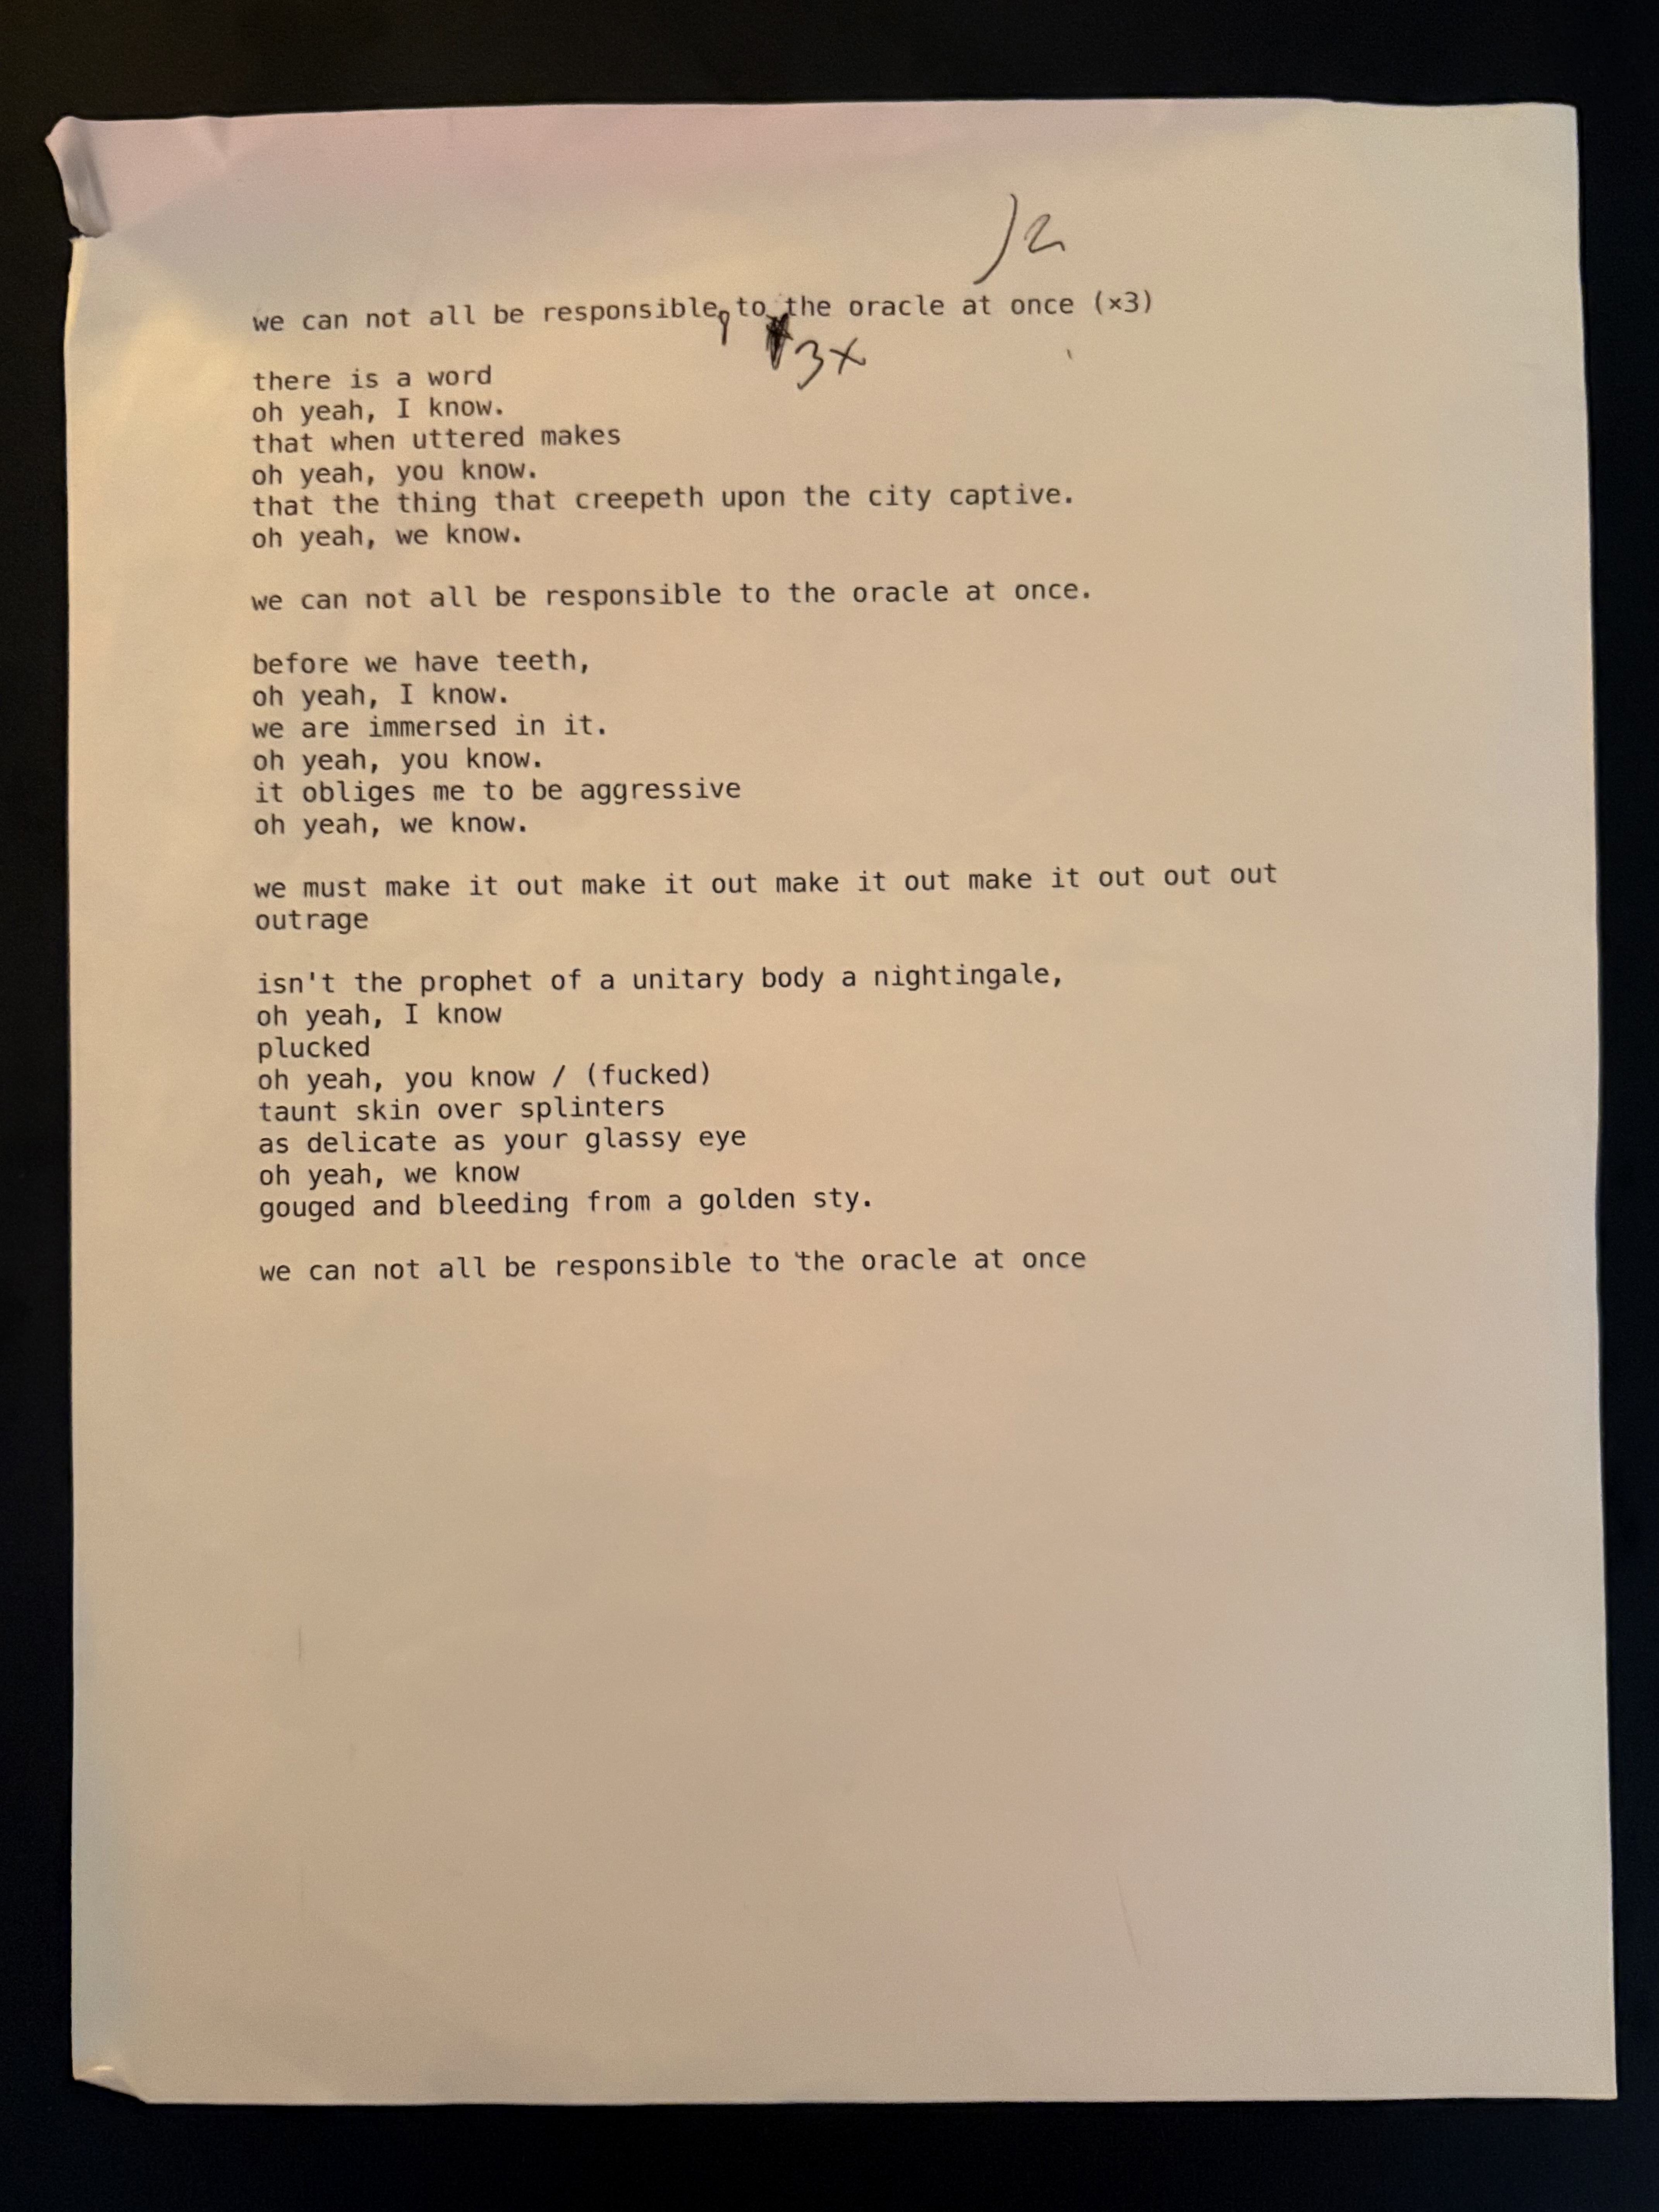 12
we can not all be responsible, to the oracle at once (×3)
3x
there is a word
oh yeah, I know.
that when uttered makes
oh yeah, you know.
that the thing that creepeth upon the city captive.
oh yeah, we know.
we can not all be responsible to the oracle at once.
before we have teeth,
oh yeah, I know.
we are immersed in it.
oh yeah, you know.
it obliges me to be aggressive
oh yeah, we know.
we must make it out make it out make it out make it out out out
outrage
isn't the prophet of a unitary body a nightingale,
oh yeah, I know
plucked
oh yeah, you know / (fucked)
taunt skin over splinters
as delicate as your glassy eye
oh yeah, we know
gouged and bleeding from a golden sty.
we can not all be responsible to the oracle at once